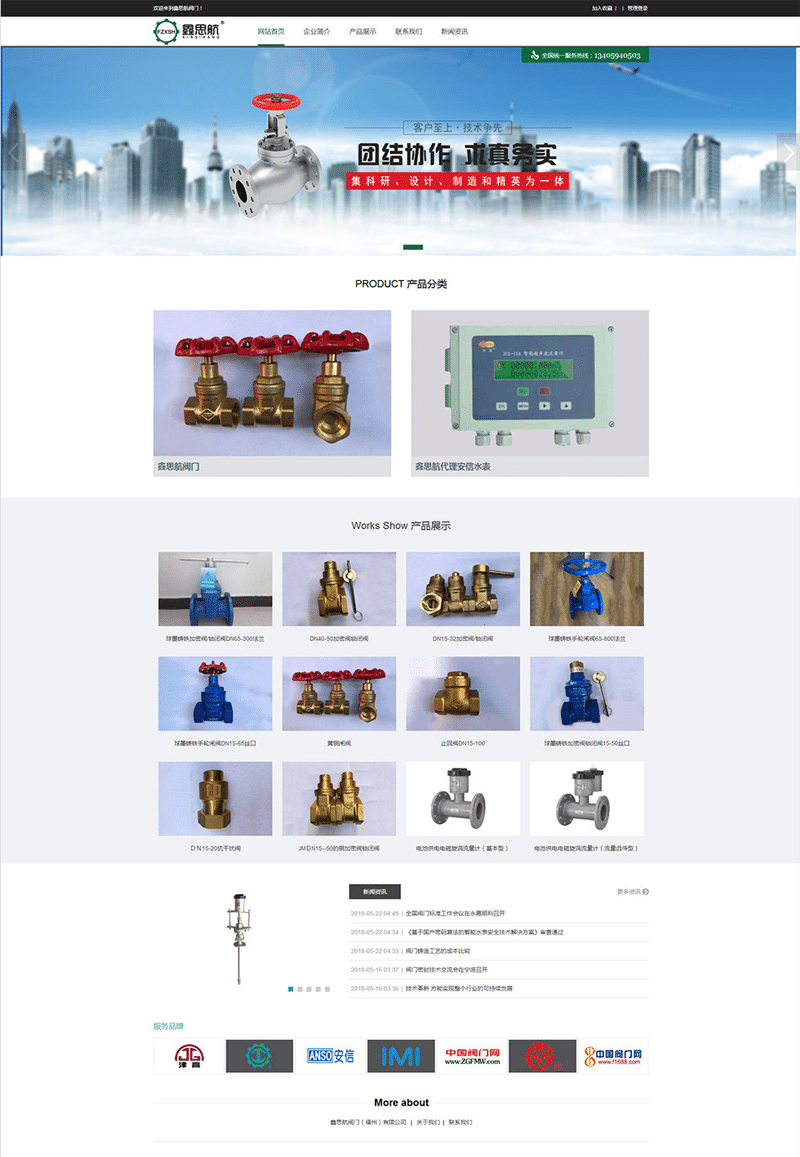 欢迎来到鑫思航阀门！
加入收藏 | 管理登录
FZXSH 鑫思航®
XINSIHANG
网站首页 企业简介 产品展示 联系我们 新闻资讯
全国统一服务热线：13405940503
客户至上·技术争先
团结协作 求真务实
集科研、设计、制造和精英为一体
PRODUCT 产品分类
鑫思航阀门
鑫思航代理安信水表
Works Show 产品展示
球墨铸铁加密阀/锁闭阀DN65-300法兰
DN40-50加密阀锁闭阀
DN15-32加密阀/锁闭阀
球墨铸铁手轮闸阀65-800法兰
球墨铸铁手轮闸阀DN15-65丝口
黄铜闸阀
止回阀DN15-100
球墨铸铁加密阀锁闭阀15-50丝口
DN15-20抗干扰阀
JMDN15--50的铜加密阀锁闭阀
电池供电电磁旋涡流量计（基本型）
电池供电电磁旋涡流量计（流量远传型）
新闻资讯
更多资讯
2018-05-22 04:45 | 全国阀门标准工作会议在永嘉顺利召开
2018-05-22 04:34 | 《基于国产密码算法的智能水表安全技术解决方案》审查通过
2018-05-22 04:33 | 阀门铸造工艺的成本比较
2018-05-16 03:37 | 阀门密封技术交流会在宁波召开
2018-05-16 03:36 | 技术革新 方能实现整个行业的可持续发展
服务品牌
津高
ANSO安信
IMI
中国阀门网
www.ZGFMW.com
中国阀门网
www.f1688.com
More about
鑫思航阀门（福州）有限公司 | 关于我们 | 联系我们